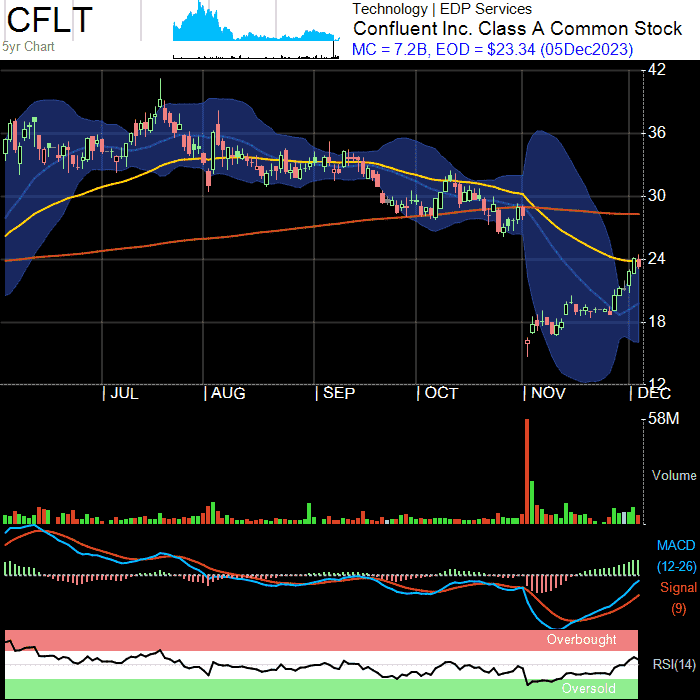 CFLT
5yr Chart
Technology | EDP Services
Confluent Inc. Class A Common Stock
MC = 7.2B, EOD = $23.34 (05Dec2023)
42
36
30
24
18
12
JUL
AUG
SEP
OCT
NOV
DEC
58M
Volume
MACD
(12-26)
Signal
(9)
Overbought
RSI(14)
Oversold